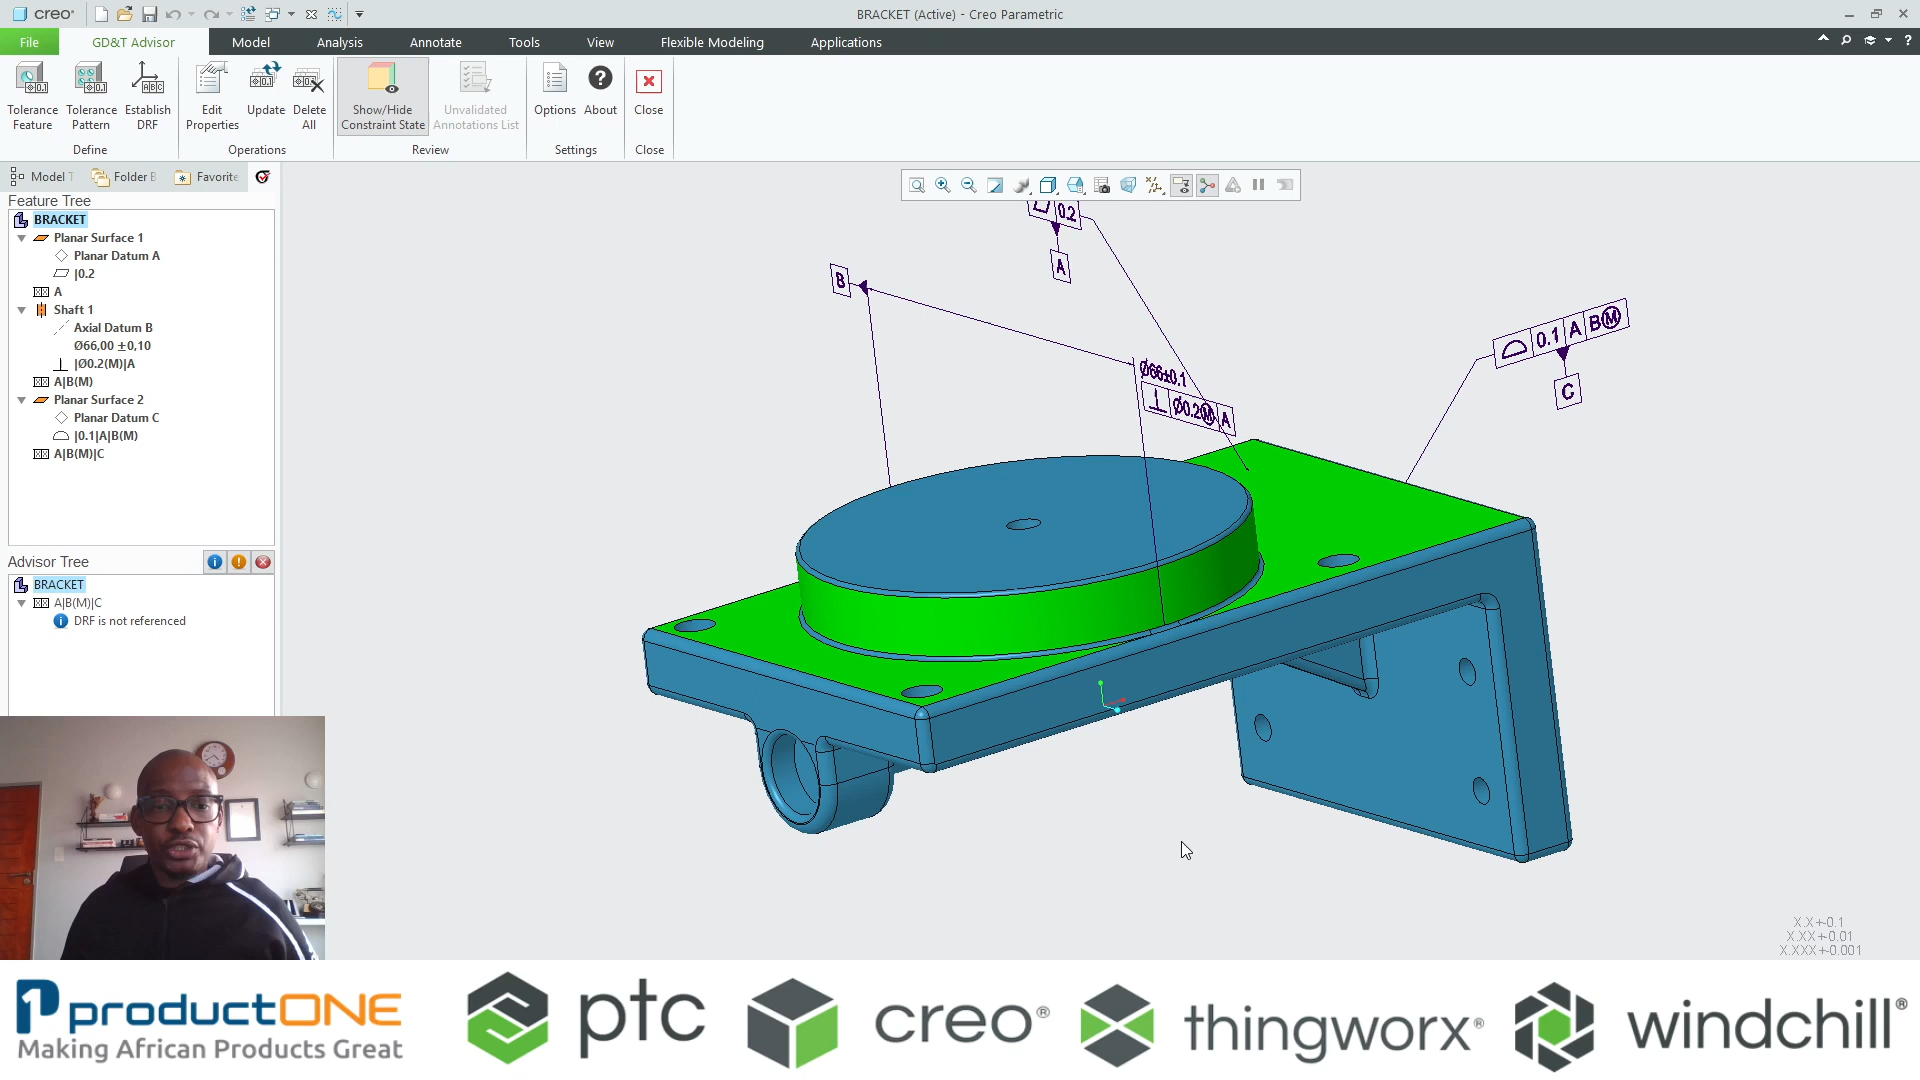 creo
BRACKET (Active) - Creo Parametric
File
GD&T Advisor
Model
Analysis
Annotate
Tools
View
Flexible Modeling
Applications
Tolerance Feature
Tolerance Pattern
Establish DRF
Edit Properties
Update
Delete All
Show/Hide Constraint State
Unvalidated Annotations List
Options
About
Close
Define
Operations
Review
Settings
Close
Model T
Folder B
Favorite
Feature Tree
BRACKET
Planar Surface 1
Planar Datum A
|0.2
A
Shaft 1
Axial Datum B
Ø66,00 ±0,10
|Ø0.2(M)|A
A|B(M)
Planar Surface 2
Planar Datum C
|0.1|A|B(M)
A|B(M)|C
Advisor Tree
BRACKET
A|B(M)|C
DRF is not referenced
0.2
A
B
Ø66±0.1
Ø0.2Ⓜ A
0.1 A BⓂ
C
X.X+-0.1
X.XX+-0.01
X.XXX+-0.001
productONE
Making African Products Great
ptc
creo®
thingworx®
windchill®